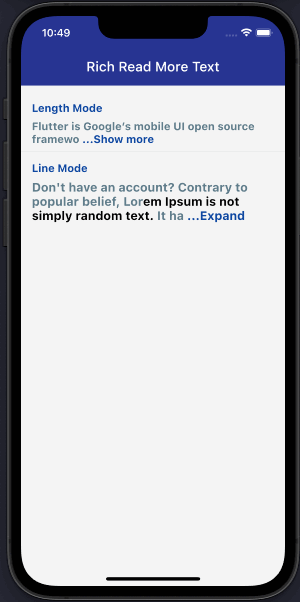 10:49
Rich Read More Text
Length Mode
Flutter is Google's mobile UI open source
framewo ...Show more
Line Mode
Don't have an account? Contrary to
popular belief, Lorem Ipsum is not
simply random text. It ha ...Expand